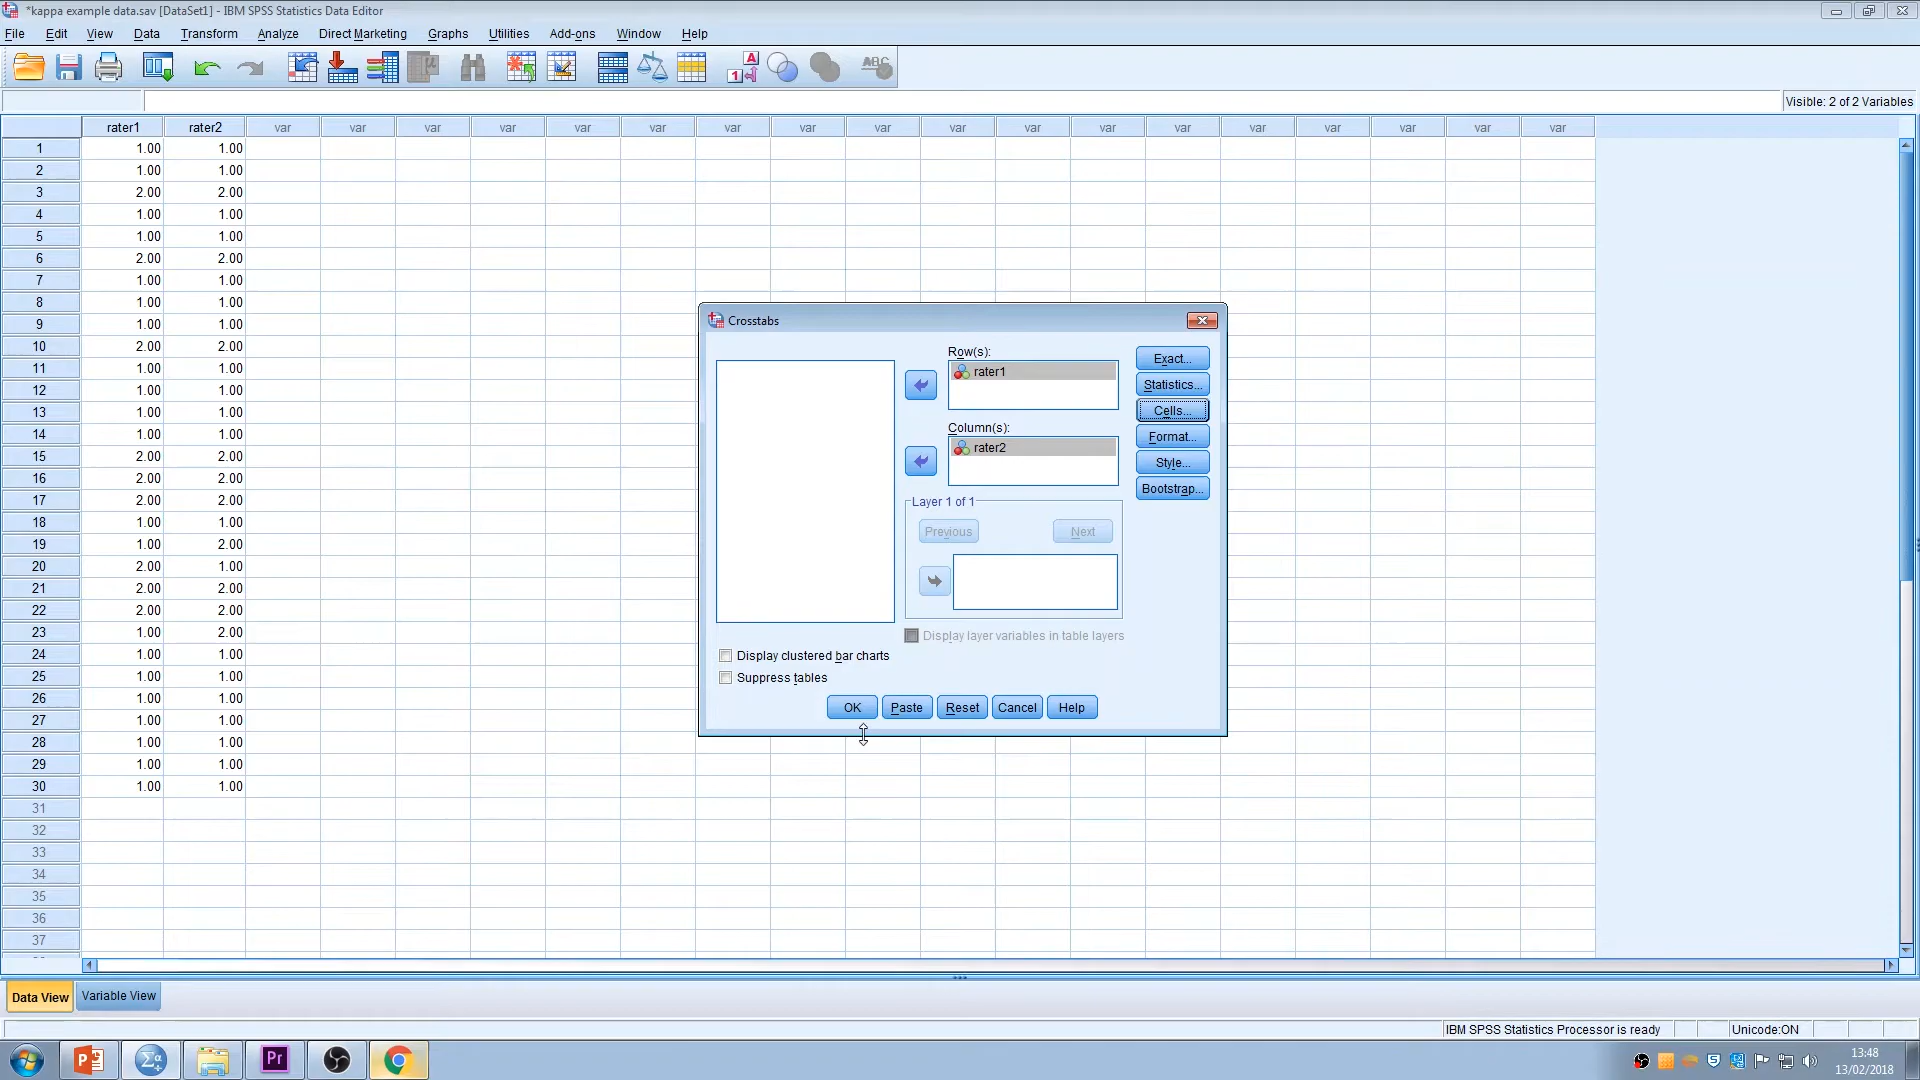 *kappa example data.sav [DataSet1] - IBM SPSS Statistics Data Editor
File Edit View Data Transform Analyze Direct Marketing Graphs Utilities Add-ons Window Help
Visible: 2 of 2 Variables
rater1 rater2 var var var var var var var var var var var var var var var var var var
1 1.00 1.00
2 1.00 1.00
3 2.00 2.00
4 1.00 1.00
5 1.00 1.00
6 2.00 2.00
7 1.00 1.00
8 1.00 1.00
9 1.00 1.00
10 2.00 2.00
11 1.00 1.00
12 1.00 1.00
13 1.00 1.00
14 1.00 1.00
15 2.00 2.00
16 2.00 2.00
17 2.00 2.00
18 1.00 1.00
19 1.00 2.00
20 2.00 1.00
21 2.00 2.00
22 2.00 2.00
23 1.00 2.00
24 1.00 1.00
25 1.00 1.00
26 1.00 1.00
27 1.00 1.00
28 1.00 1.00
29 1.00 1.00
30 1.00 1.00
31
32
33
34
35
36
37
Crosstabs
Row(s):
rater1
Column(s):
rater2
Layer 1 of 1
Previous Next
Display layer variables in table layers
Exact...
Statistics...
Cells...
Format...
Style...
Bootstrap...
Display clustered bar charts
Suppress tables
OK Paste Reset Cancel Help
Data View Variable View
IBM SPSS Statistics Processor is ready Unicode:ON
13:48
13/02/2018